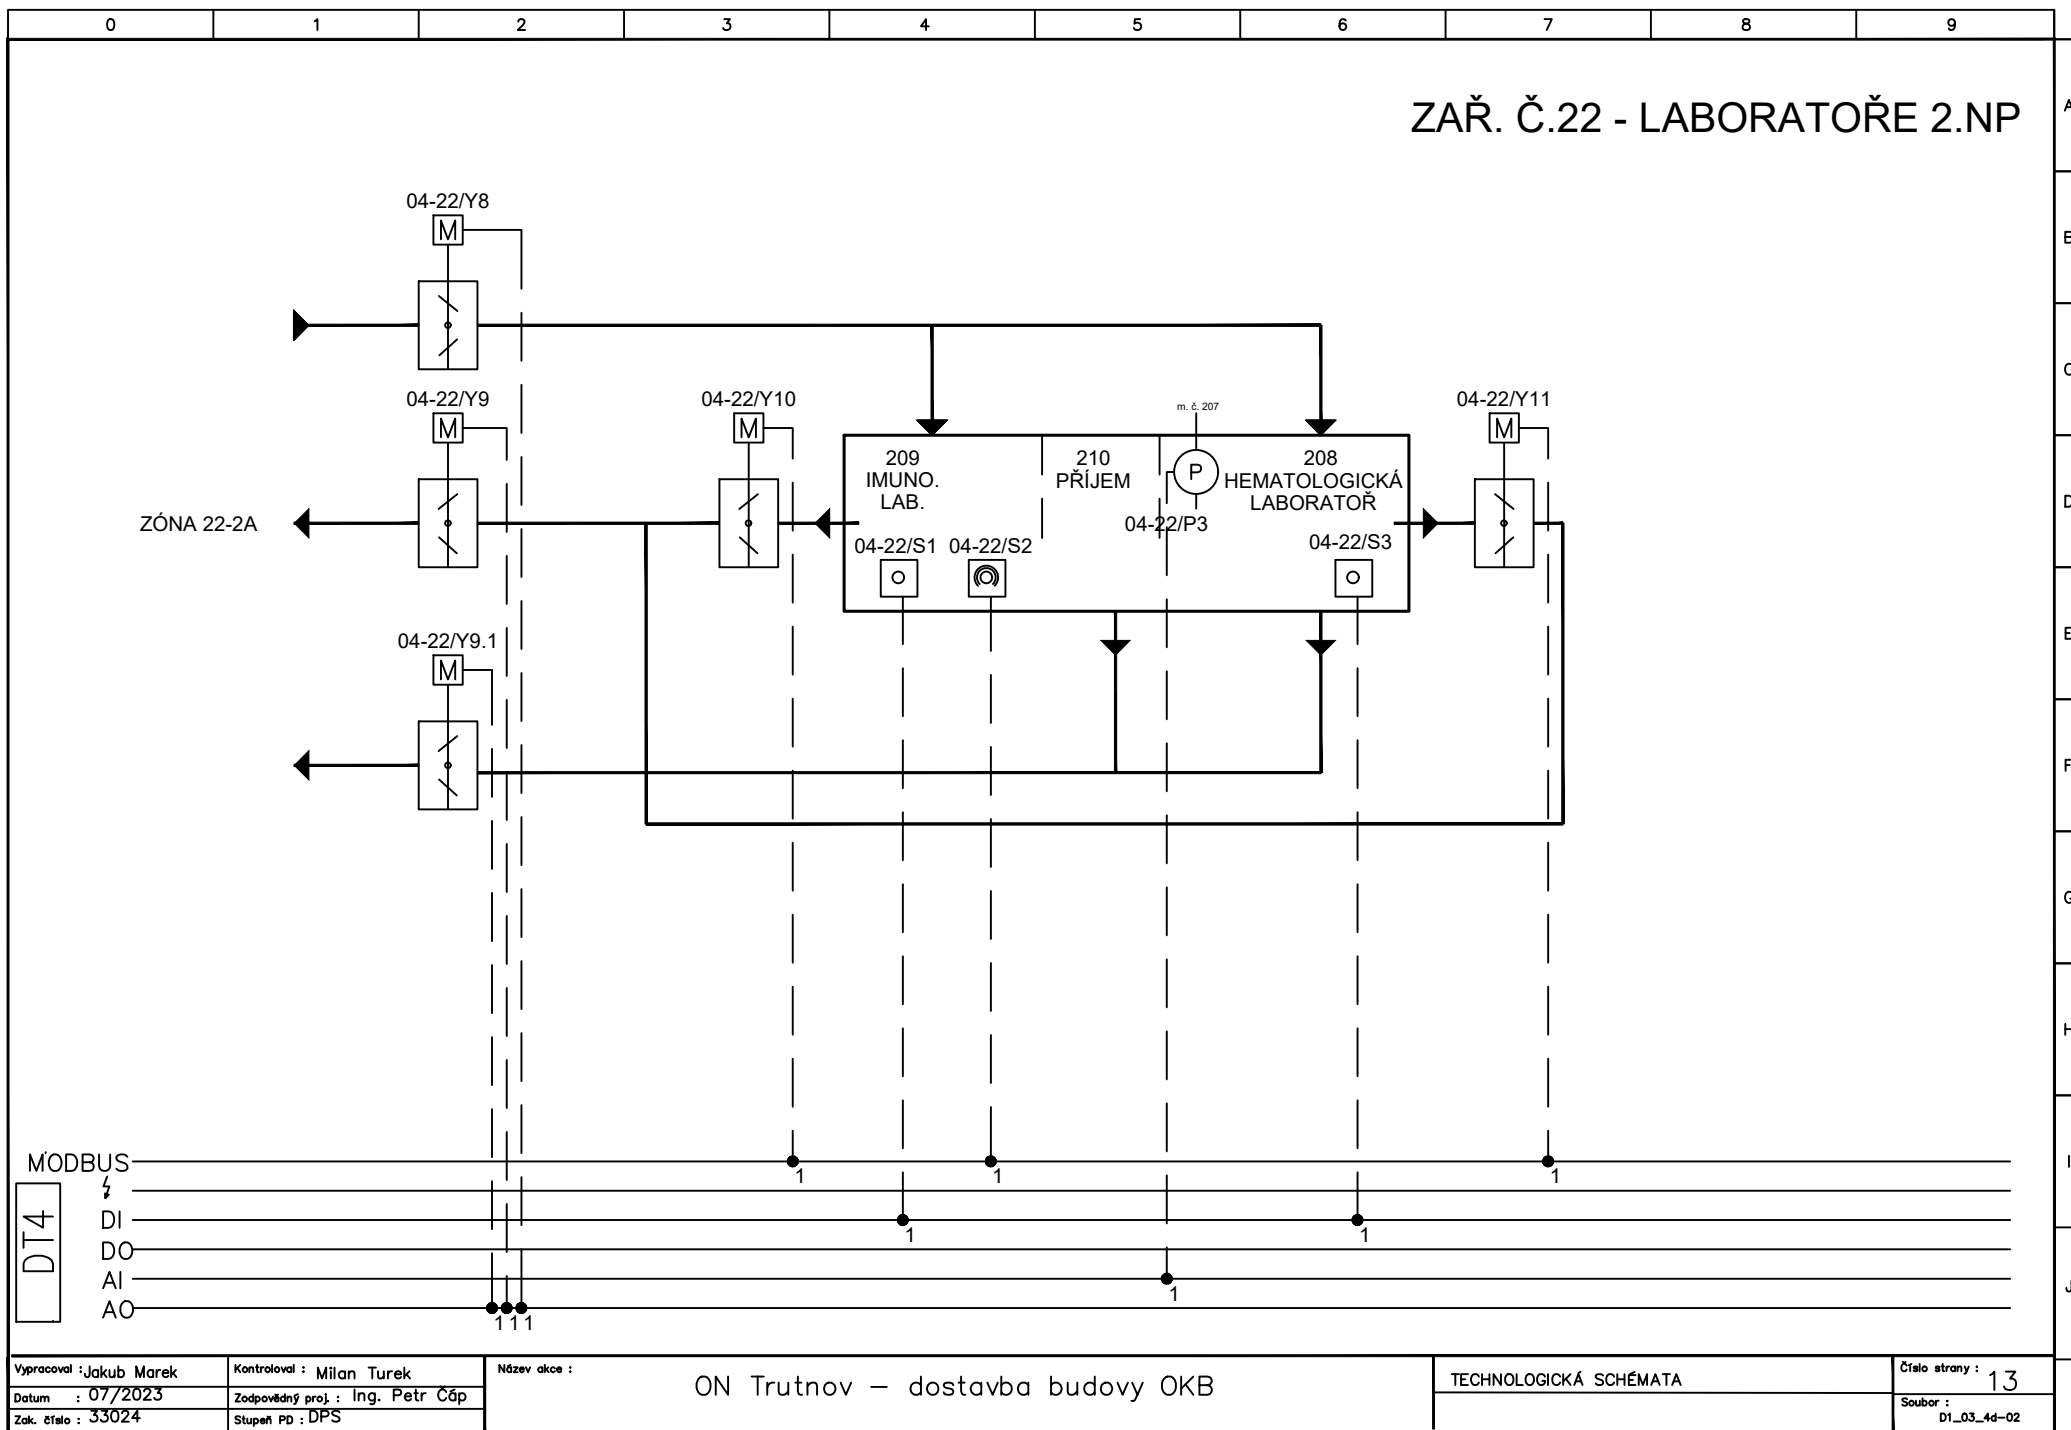 0 1 2 3 4 5 6 7 8 9
ZAŘ. Č.22 - LABORATOŘE 2.NP
A
B
C
D
E
F
G
H
I
J
04-22/Y8
M
04-22/Y9
M
04-22/Y10
M
m. č. 207
04-22/Y11
M
209
IMUNO.
LAB.
210
PŘÍJEM
P
208
HEMATOLOGICKÁ
LABORATOŘ
ZÓNA 22-2A
04-22/P3
04-22/S1
04-22/S2
04-22/S3
04-22/Y9.1
M
MODBUS
1 1 1
DT4
DI
1 1
DO
AI
1
AO
1 1 1
Vypracoval : Jakub Marek
Datum : 07/2023
Zak. číslo : 33024
Kontroloval : Milan Turek
Zodpovědný proj. : Ing. Petr Čáp
Stupeň PD : DPS
Název akce :
ON Trutnov – dostavba budovy OKB
TECHNOLOGICKÁ SCHÉMATA
Číslo strany : 13
Soubor :
D1_03_4d-02